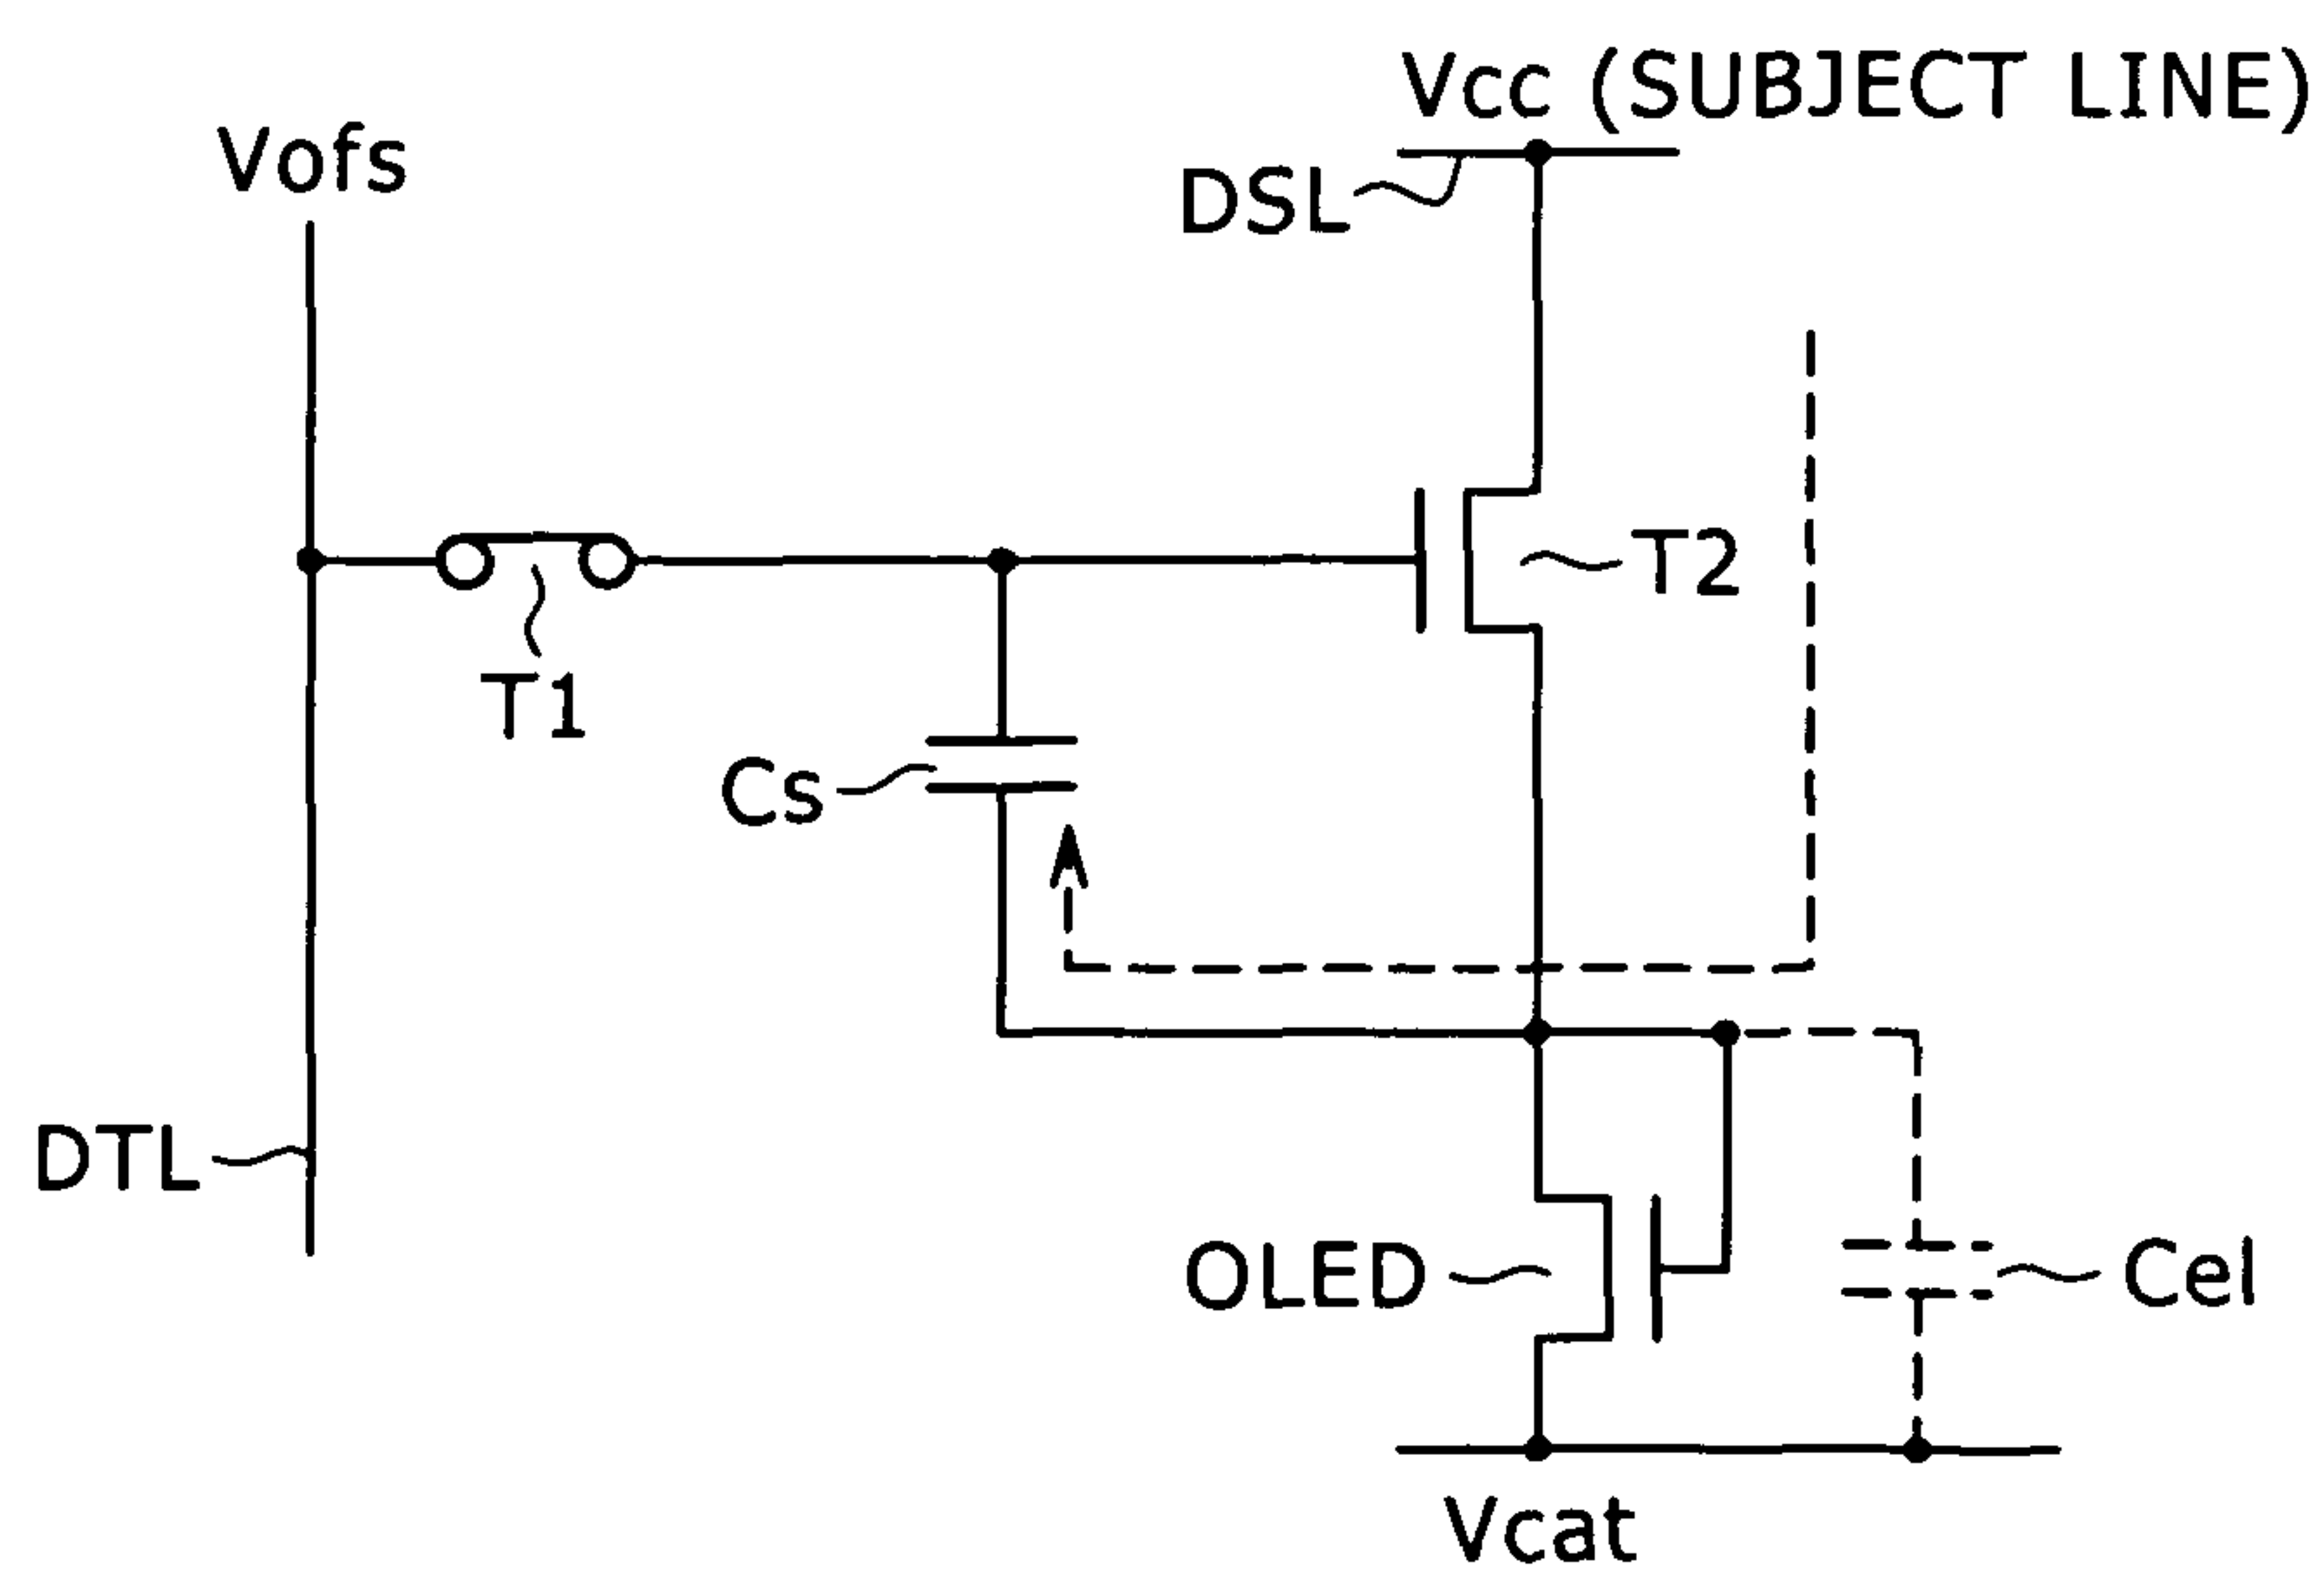 Vcc (SUBJECT LINE)
Vofs
DSL
T2
T1
Cs
DTL
OLED
Cel
Vcat